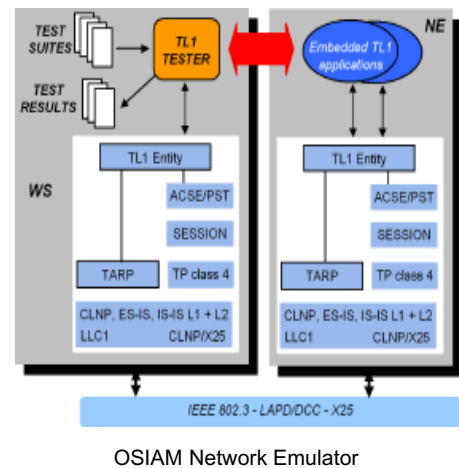 TEST
SUITES
TL1
TESTER
TEST
RESULTS
WS
TL1 Entity
ACSE/PST
SESSION
TARP
TP class 4
CLNP, ES-IS, IS-IS L1 + L2
LLC1 CLNP/X25
NE
Embedded TL1
applications
TL1 Entity
ACSE/PST
SESSION
TARP
TP class 4
CLNP, ES-IS, IS-IS L1 + L2
LLC1 CLNP/X25
IEEE 802.3 - LAPD/DCC - X25
OSIAM Network Emulator